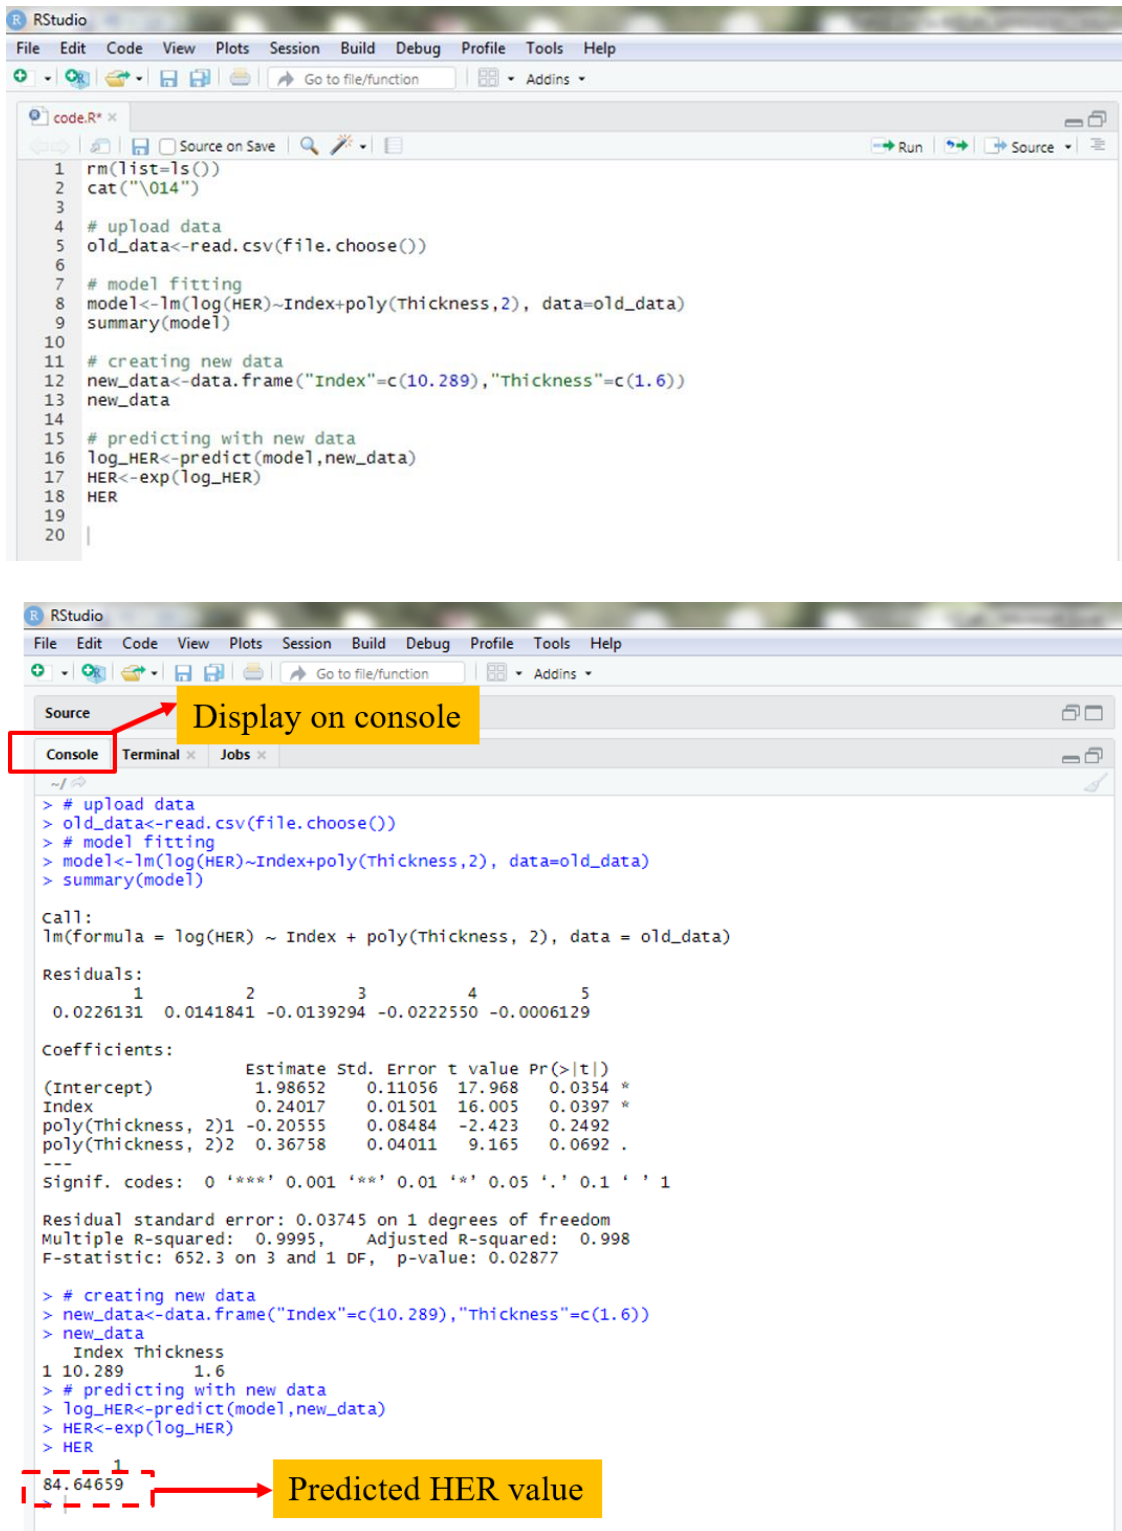 RStudio
File Edit Code View Plots Session Build Debug Profile Tools Help
Go to file/function Addins
code.R*
Source on Save Run Source
1 rm(list=ls())
2 cat("\014")
3
4 # upload data
5 old_data<-read.csv(file.choose())
6
7 # model fitting
8 model<-lm(log(HER)~Index+poly(Thickness,2), data=old_data)
9 summary(model)
10
11 # creating new data
12 new_data<-data.frame("Index"=c(10.289),"Thickness"=c(1.6))
13 new_data
14
15 # predicting with new data
16 log_HER<-predict(model,new_data)
17 HER<-exp(log_HER)
18 HER
19
20
RStudio
File Edit Code View Plots Session Build Debug Profile Tools Help
Go to file/function Addins
Source
Display on console
Console Terminal Jobs
~/
> # upload data
> old_data<-read.csv(file.choose())
> # model fitting
> model<-lm(log(HER)~Index+poly(Thickness,2), data=old_data)
> summary(model)
Call:
lm(formula = log(HER) ~ Index + poly(Thickness, 2), data = old_data)
Residuals:
1 2 3 4 5
0.0226131 0.0141841 -0.0139294 -0.0222550 -0.0006129
Coefficients:
Estimate Std. Error t value Pr(>|t|)
(Intercept) 1.98652 0.11056 17.968 0.0354 *
Index 0.24017 0.01501 16.005 0.0397 *
poly(Thickness, 2)1 -0.20555 0.08484 -2.423 0.2492
poly(Thickness, 2)2 0.36758 0.04011 9.165 0.0692 .
---
Signif. codes: 0 ‘***’ 0.001 ‘**’ 0.01 ‘*’ 0.05 ‘.’ 0.1 ‘ ’ 1
Residual standard error: 0.03745 on 1 degrees of freedom
Multiple R-squared: 0.9995, Adjusted R-squared: 0.998
F-statistic: 652.3 on 3 and 1 DF, p-value: 0.02877
> # creating new data
> new_data<-data.frame("Index"=c(10.289),"Thickness"=c(1.6))
> new_data
Index Thickness
1 10.289 1.6
> # predicting with new data
> log_HER<-predict(model,new_data)
> HER<-exp(log_HER)
> HER
1
84.64659
>
Predicted HER value